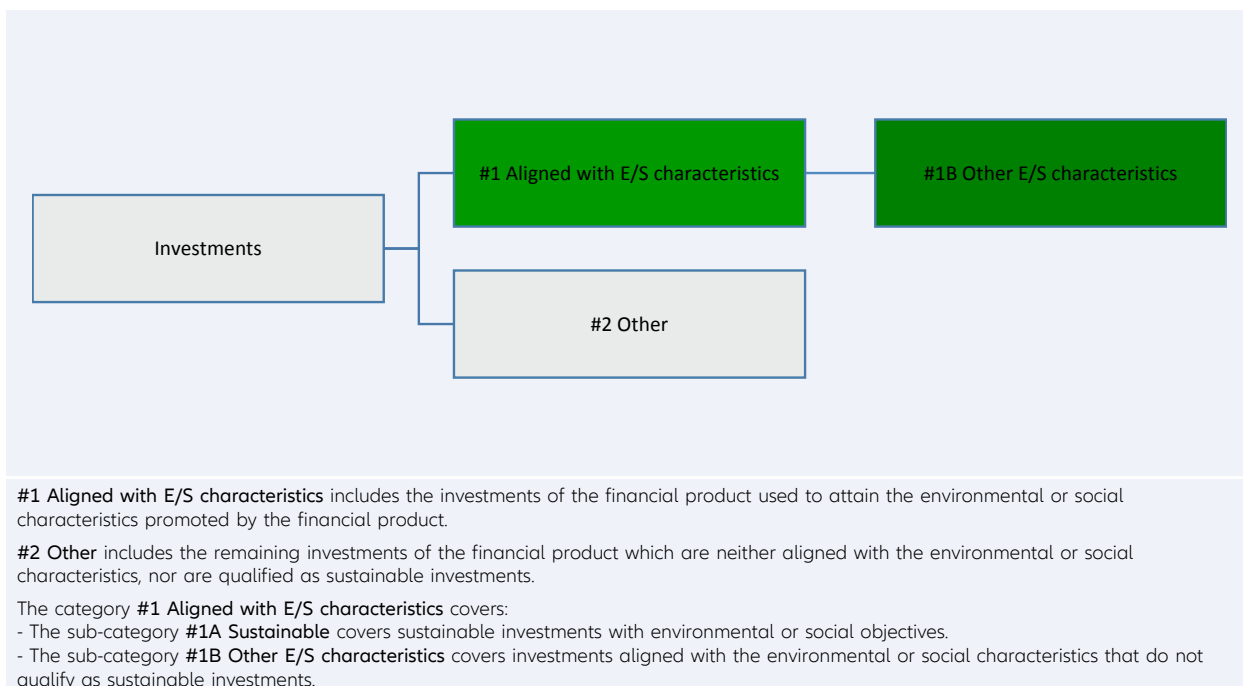 #1 Aligned with E/S characteristics
#1B Other E/S characteristics
Investments
#2 Other
#1 Aligned with E/S characteristics includes the investments of the financial product used to attain the environmental or social
characteristics promoted by the financial product.
#2 Other includes the remaining investments of the financial product which are neither aligned with the environmental or social
characteristics, nor are qualified as sustainable investments.
The category #1 Aligned with E/S characteristics covers:
- The sub-category #1A Sustainable covers sustainable investments with environmental or social objectives.
- The sub-category #1B Other E/S characteristics covers investments aligned with the environmental or social characteristics that do not
qualify as sustainable investments.